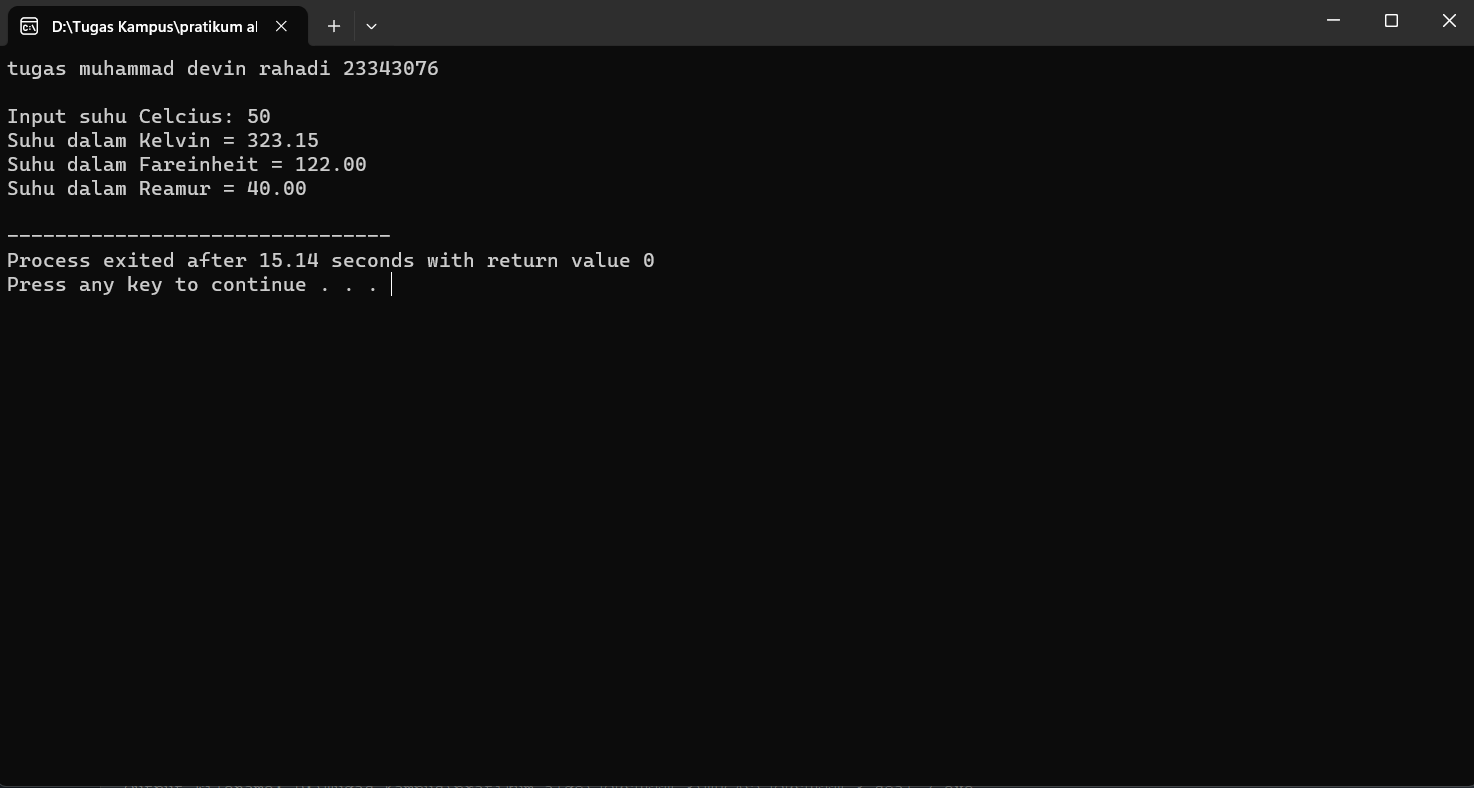 D:\Tugas Kampus\pratikum al
tugas muhammad devin rahadi 23343076
Input suhu Celcius: 50
Suhu dalam Kelvin = 323.15
Suhu dalam Fareinheit = 122.00
Suhu dalam Reamur = 40.00
--------------------------------
Process exited after 15.14 seconds with return value 0
Press any key to continue . . .